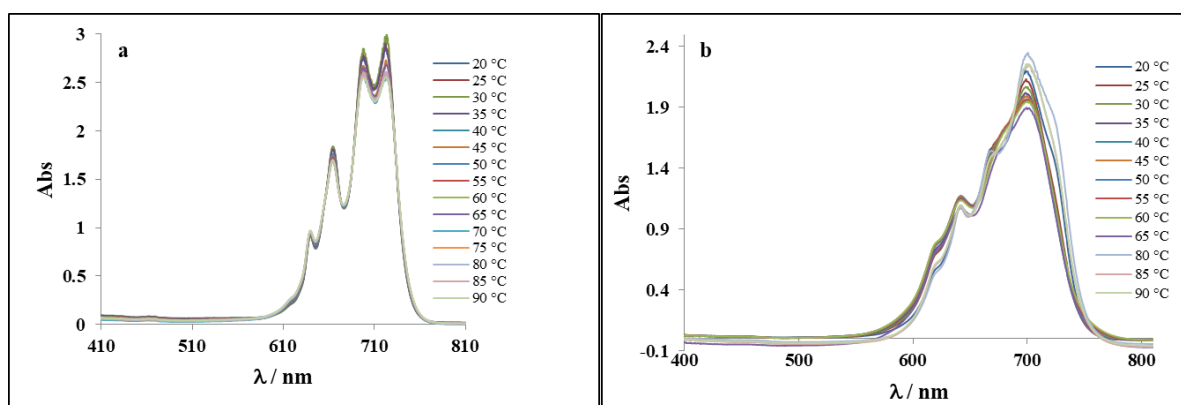 a
Abs
3
2.5
2
1.5
1
0.5
0
410
510
610
710
810
λ / nm
20 °C
25 °C
30 °C
35 °C
40 °C
45 °C
50 °C
55 °C
60 °C
65 °C
70 °C
75 °C
80 °C
85 °C
90 °C
b
Abs
2.4
1.9
1.4
0.9
0.4
-0.1
400
500
600
700
800
λ / nm
20 °C
25 °C
30 °C
35 °C
40 °C
45 °C
50 °C
55 °C
60 °C
65 °C
80 °C
85 °C
90 °C